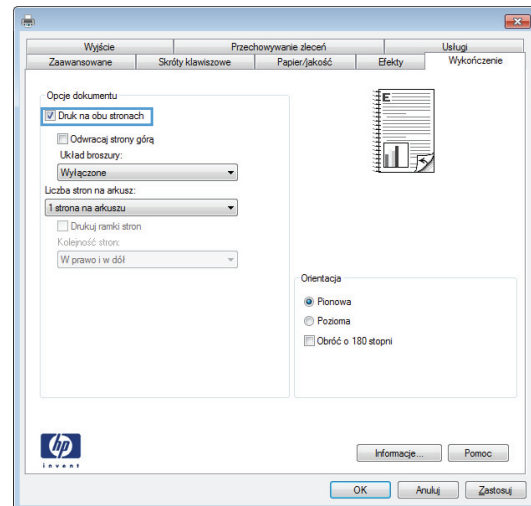 Wyjście
Przechowywanie zleceń
Usługi
Zaawansowane
Skróty klawiszowe
Papier/jakość
Efekty
Wykończenie
Opcje dokumentu
Druk na obu stronach
Odwracaj strony górą
Układ broszury:
Wyłączone
Liczba stron na arkusz:
1 strona na arkuszu
Drukuj ramki stron
Kolejność stron:
W prawo i w dół
E
Orientacja
Pionowa
Pozioma
Obróć o 180 stopni
hp
invent
Informacje...
Pomoc
OK
Anuluj
Zastosuj